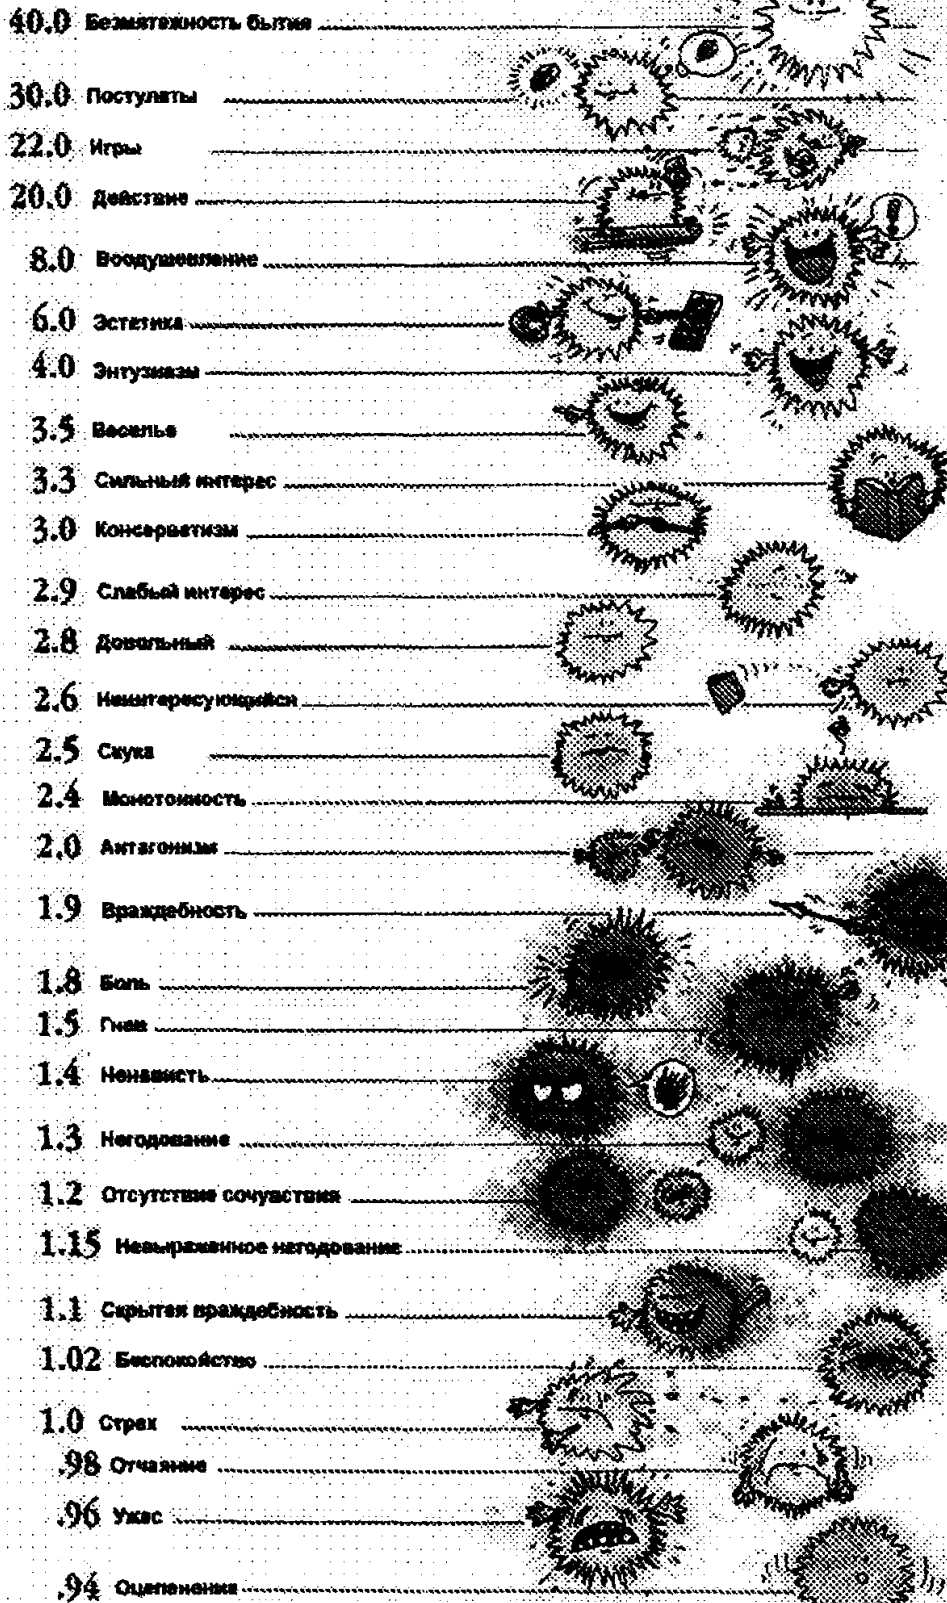 40.0 Безмятежность бытия
30.0 Постулаты
22.0 Игры
20.0 Действие
8.0 Воодушевление
6.0 Эстетика
4.0 Энтузиазм
3.5 Веселье
3.3 Сильный интерес
3.0 Консерватизм
2.9 Слабый интерес
2.8 Довольный
2.6 Неинтересующийся
2.5 Скука
2.4 Монотонность
2.0 Антагонизм
1.9 Враждебность
1.8 Боль
1.5 Гнев
1.4 Ненависть
1.3 Негодование
1.2 Отсутствие сочувствия
1.15 Невыраженное негодование
1.1 Скрытая враждебность
1.02 Беспокойство
1.0 Страх
.98 Отчаяние
.96 Ужас
.94 Оцепенения